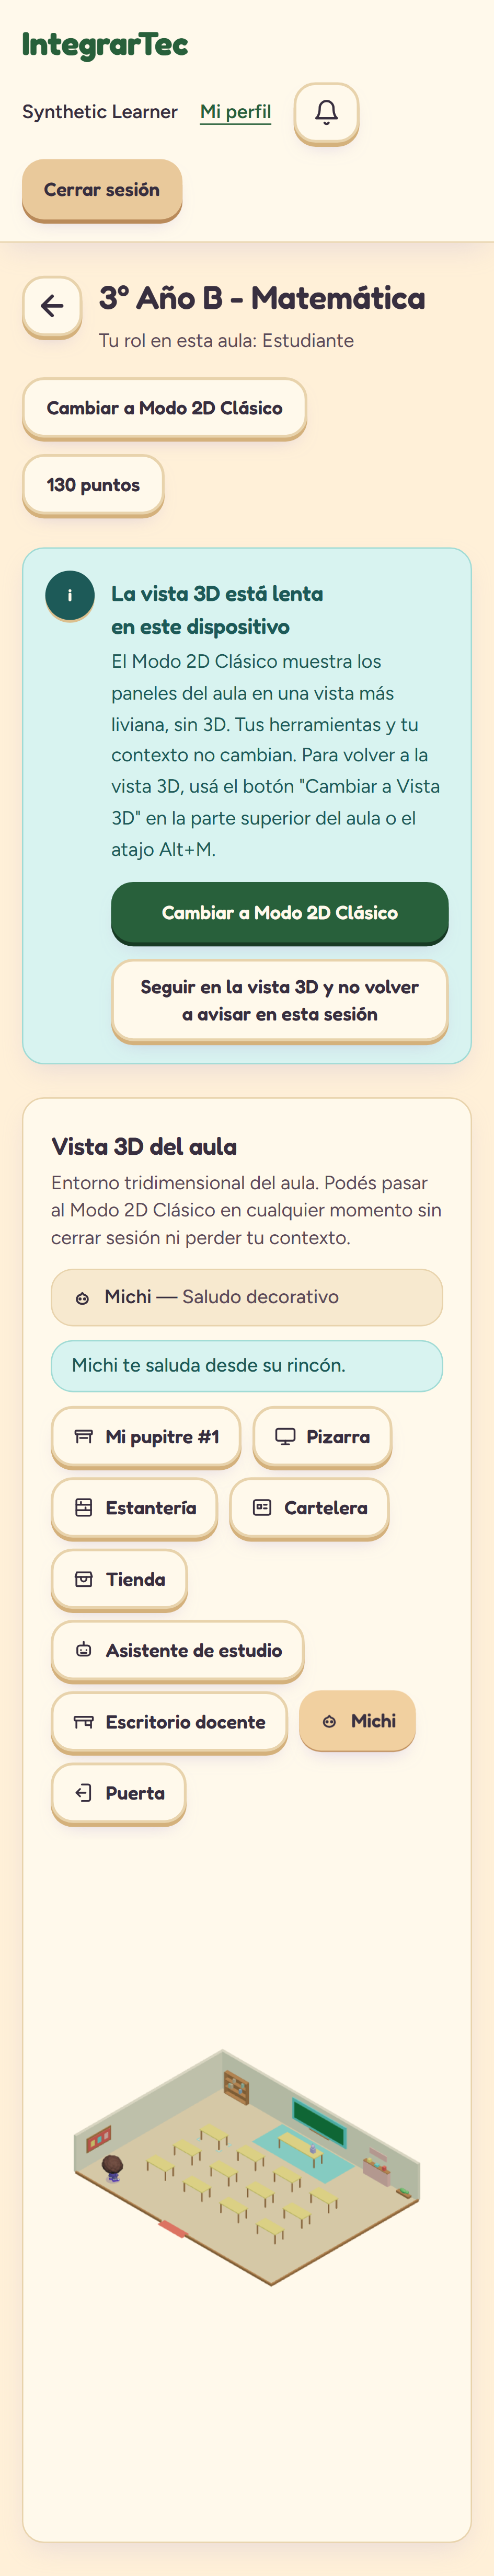 IntegrarTec
Synthetic Learner Mi perfil
Cerrar sesión
3° Año B - Matemática
Tu rol en esta aula: Estudiante
Cambiar a Modo 2D Clásico
130 puntos
i
La vista 3D está lenta
en este dispositivo
El Modo 2D Clásico muestra los
paneles del aula en una vista más
liviana, sin 3D. Tus herramientas y tu
contexto no cambian. Para volver a la
vista 3D, usá el botón "Cambiar a Vista
3D" en la parte superior del aula o el
atajo Alt+M.
Cambiar a Modo 2D Clásico
Seguir en la vista 3D y no volver
a avisar en esta sesión
Vista 3D del aula
Entorno tridimensional del aula. Podés pasar
al Modo 2D Clásico en cualquier momento sin
cerrar sesión ni perder tu contexto.
Michi — Saludo decorativo
Michi te saluda desde su rincón.
Mi pupitre #1 Pizarra
Estantería Cartelera
Tienda
Asistente de estudio
Escritorio docente Michi
Puerta